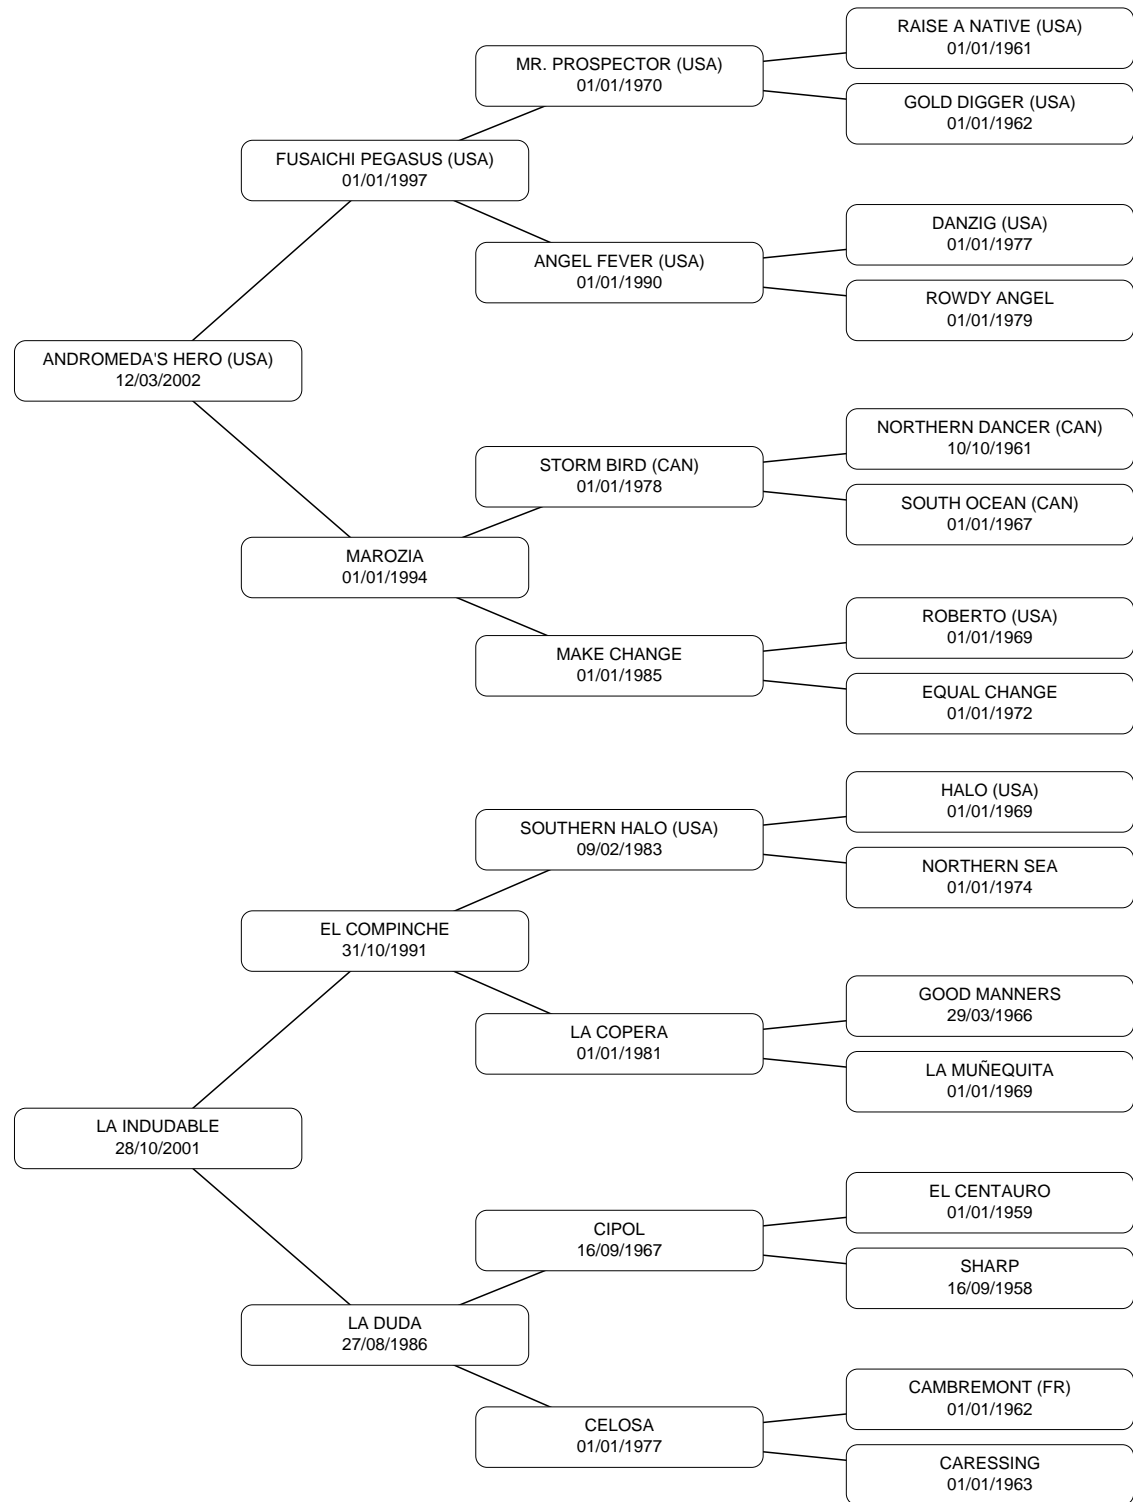 RAISE A NATIVE (USA)
01/01/1961
MR. PROSPECTOR (USA)
01/01/1970
GOLD DIGGER (USA)
01/01/1962
FUSAICHI PEGASUS (USA)
01/01/1997
DANZIG (USA)
01/01/1977
ANGEL FEVER (USA)
01/01/1990
ROWDY ANGEL
01/01/1979
ANDROMEDA'S HERO (USA)
12/03/2002
NORTHERN DANCER (CAN)
10/10/1961
STORM BIRD (CAN)
01/01/1978
SOUTH OCEAN (CAN)
01/01/1967
MAROZIA
01/01/1994
ROBERTO (USA)
01/01/1969
MAKE CHANGE
01/01/1985
EQUAL CHANGE
01/01/1972
HALO (USA)
01/01/1969
SOUTHERN HALO (USA)
09/02/1983
NORTHERN SEA
01/01/1974
EL COMPINCHE
31/10/1991
GOOD MANNERS
29/03/1966
LA COPERA
01/01/1981
LA MUÑEQUITA
01/01/1969
LA INDUDABLE
28/10/2001
EL CENTAURO
01/01/1959
CIPOL
16/09/1967
SHARP
16/09/1958
LA DUDA
27/08/1986
CAMBREMONT (FR)
01/01/1962
CELOSA
01/01/1977
CARESSING
01/01/1963